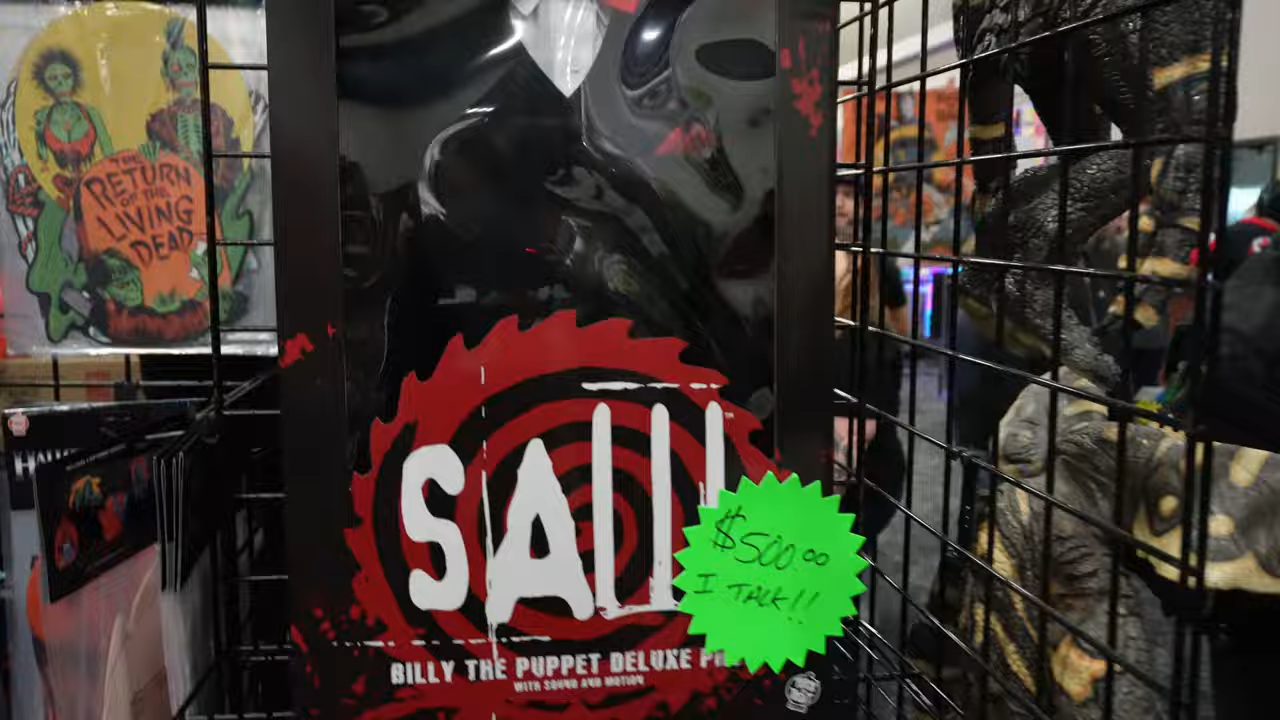 THE
RETURN
OF THE
LIVING
DEAD
SAW
$500.00
I TALK!!
BILLY THE PUPPET DELUXE
WITH SOUND AND MOTION